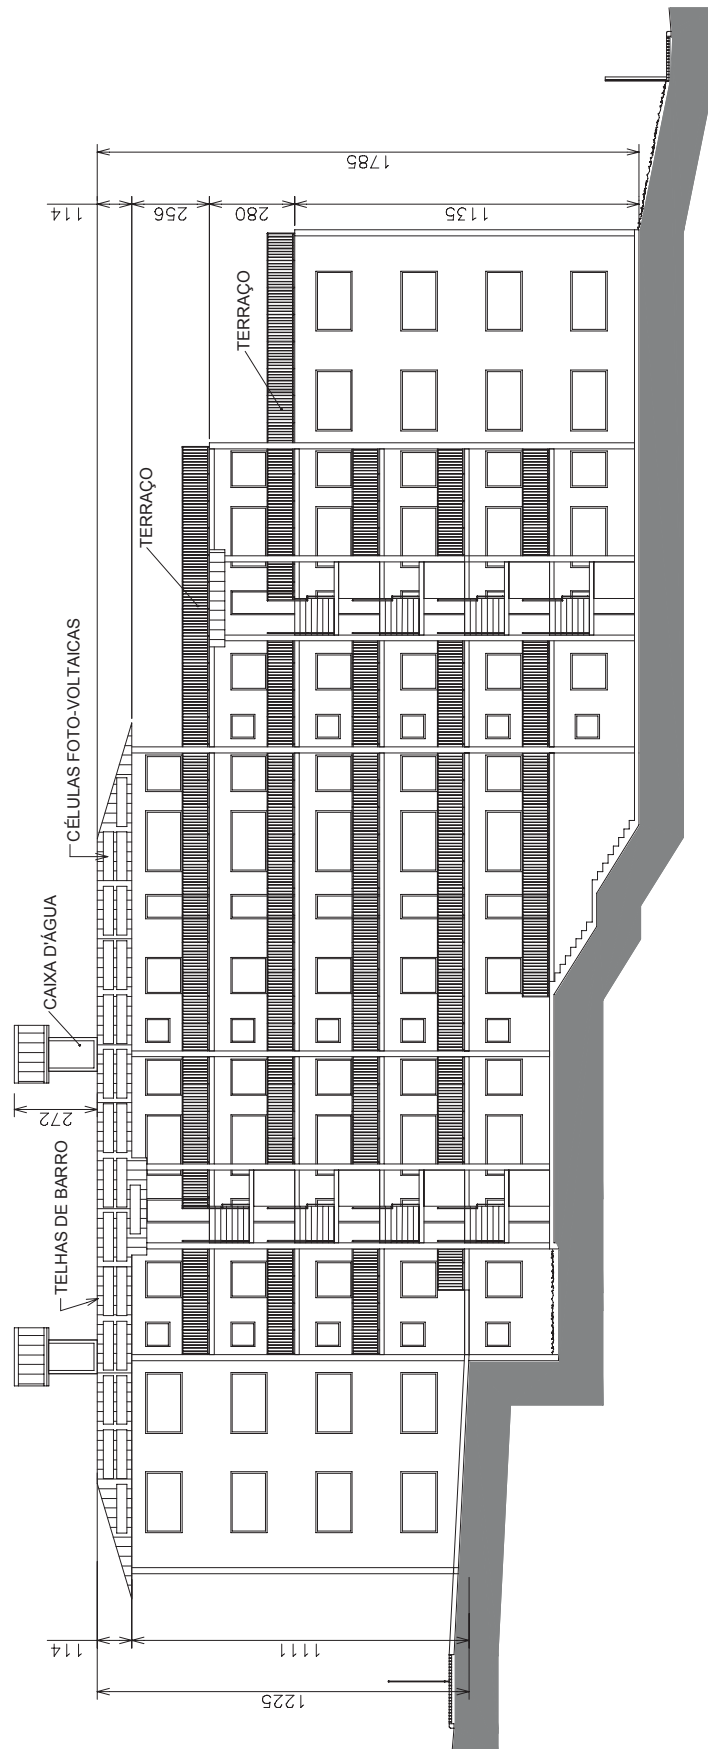 1785
114
256
280
1135
TERRAÇO
TERRAÇO
CÉLULAS FOTO-VOLTAICAS
CAIXA D'ÁGUA
272
TELHAS DE BARRO
114
1111
1225